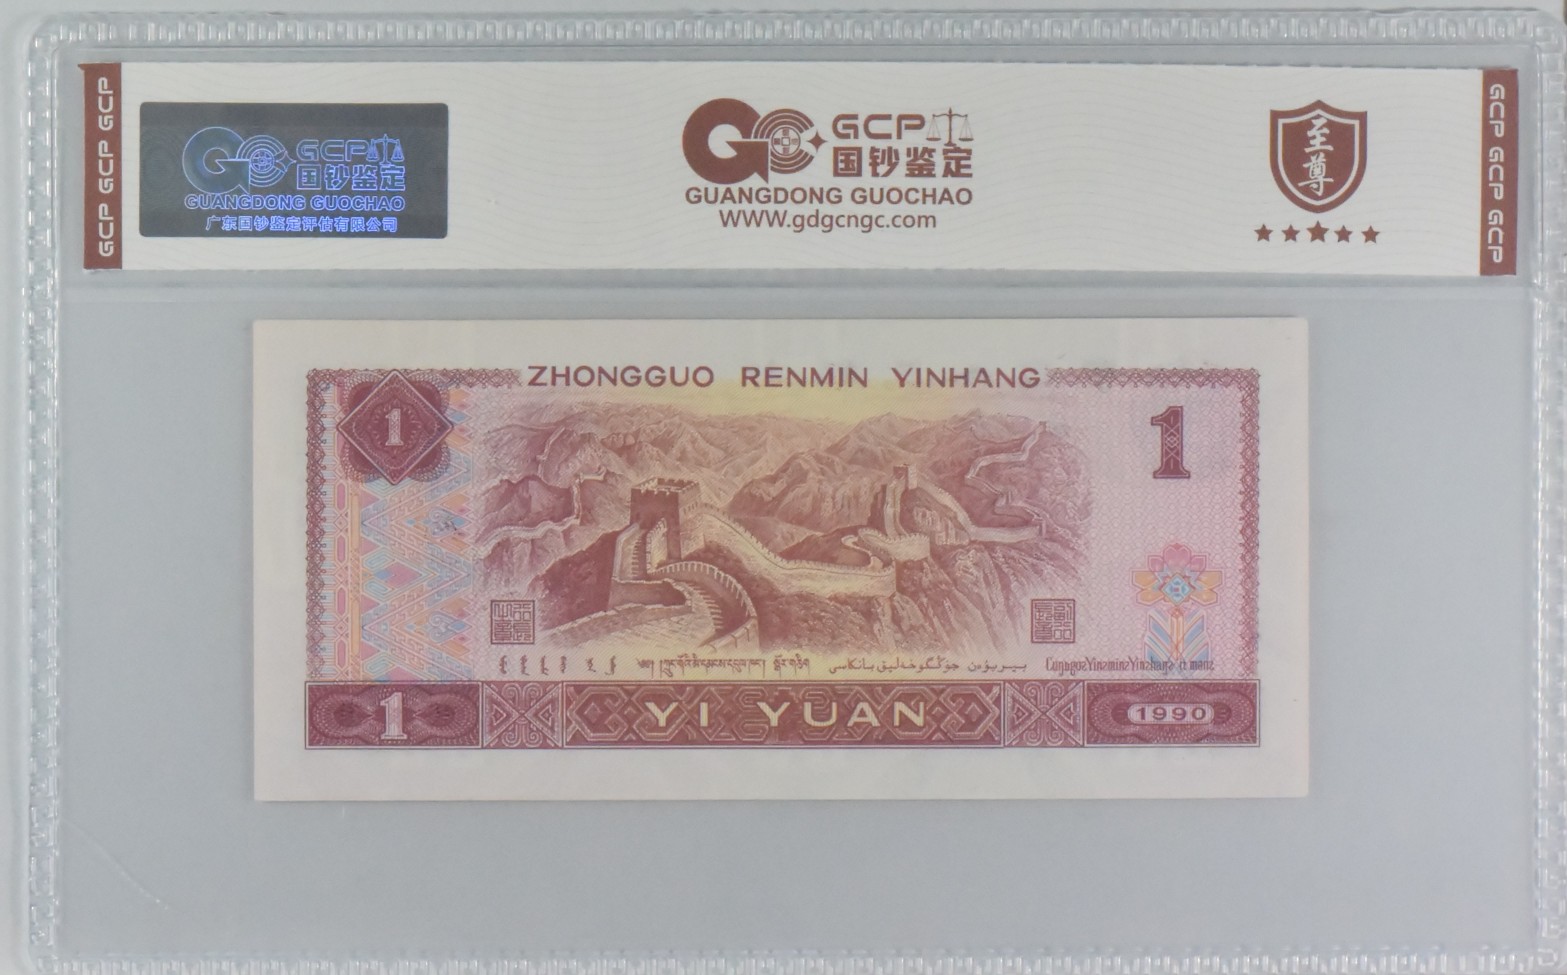 GCP GCP GCP
GCP
国钞鉴定
GUANGDONG GUOCHAO
广东国钞鉴定评估有限公司
GCP
国钞鉴定
GUANGDONG GUOCHAO
WWW.gdgcngc.com
至尊
GCP GCP GCP
ZHONGGUO RENMIN YINHANG
1
1
1
YI YUAN
1990